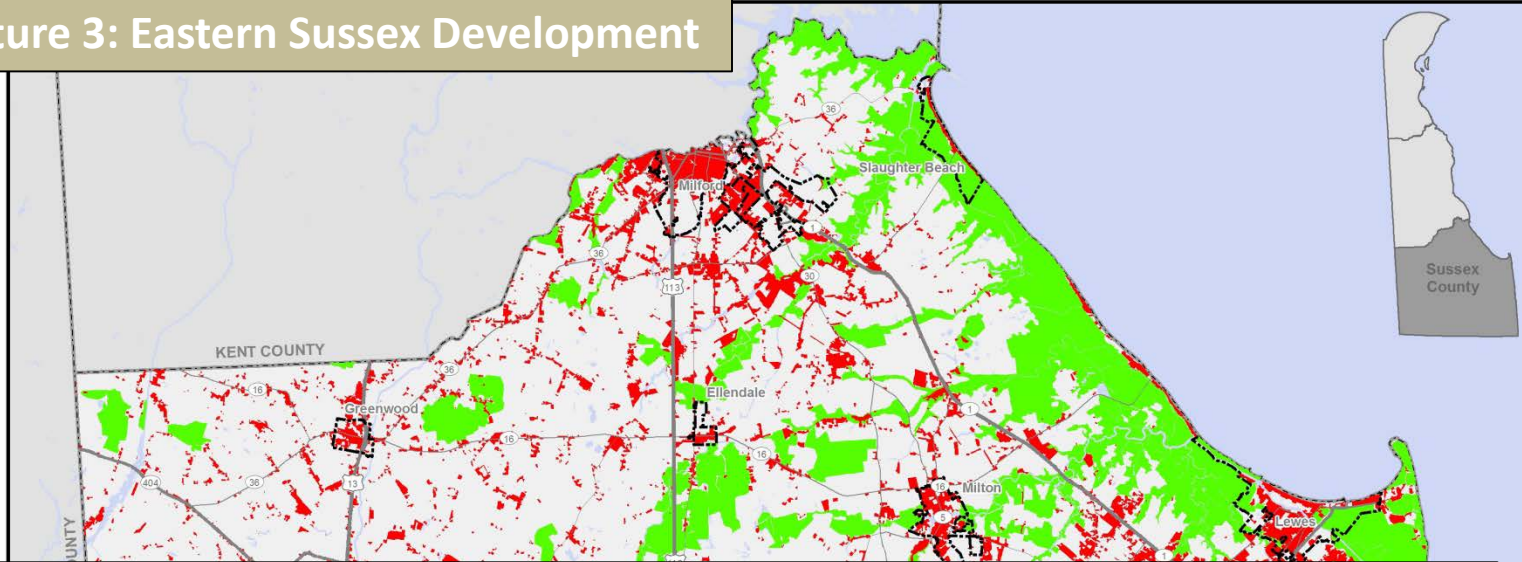 ture 3: Eastern Sussex Development
36
Slaughter Beach
Milford
1
36
30
113
Sussex
County
KENT COUNTY
36
16
Ellendale
Greenwood
1
16
16
404
36
13
16
Milton
5
Lewes
1
UNTY